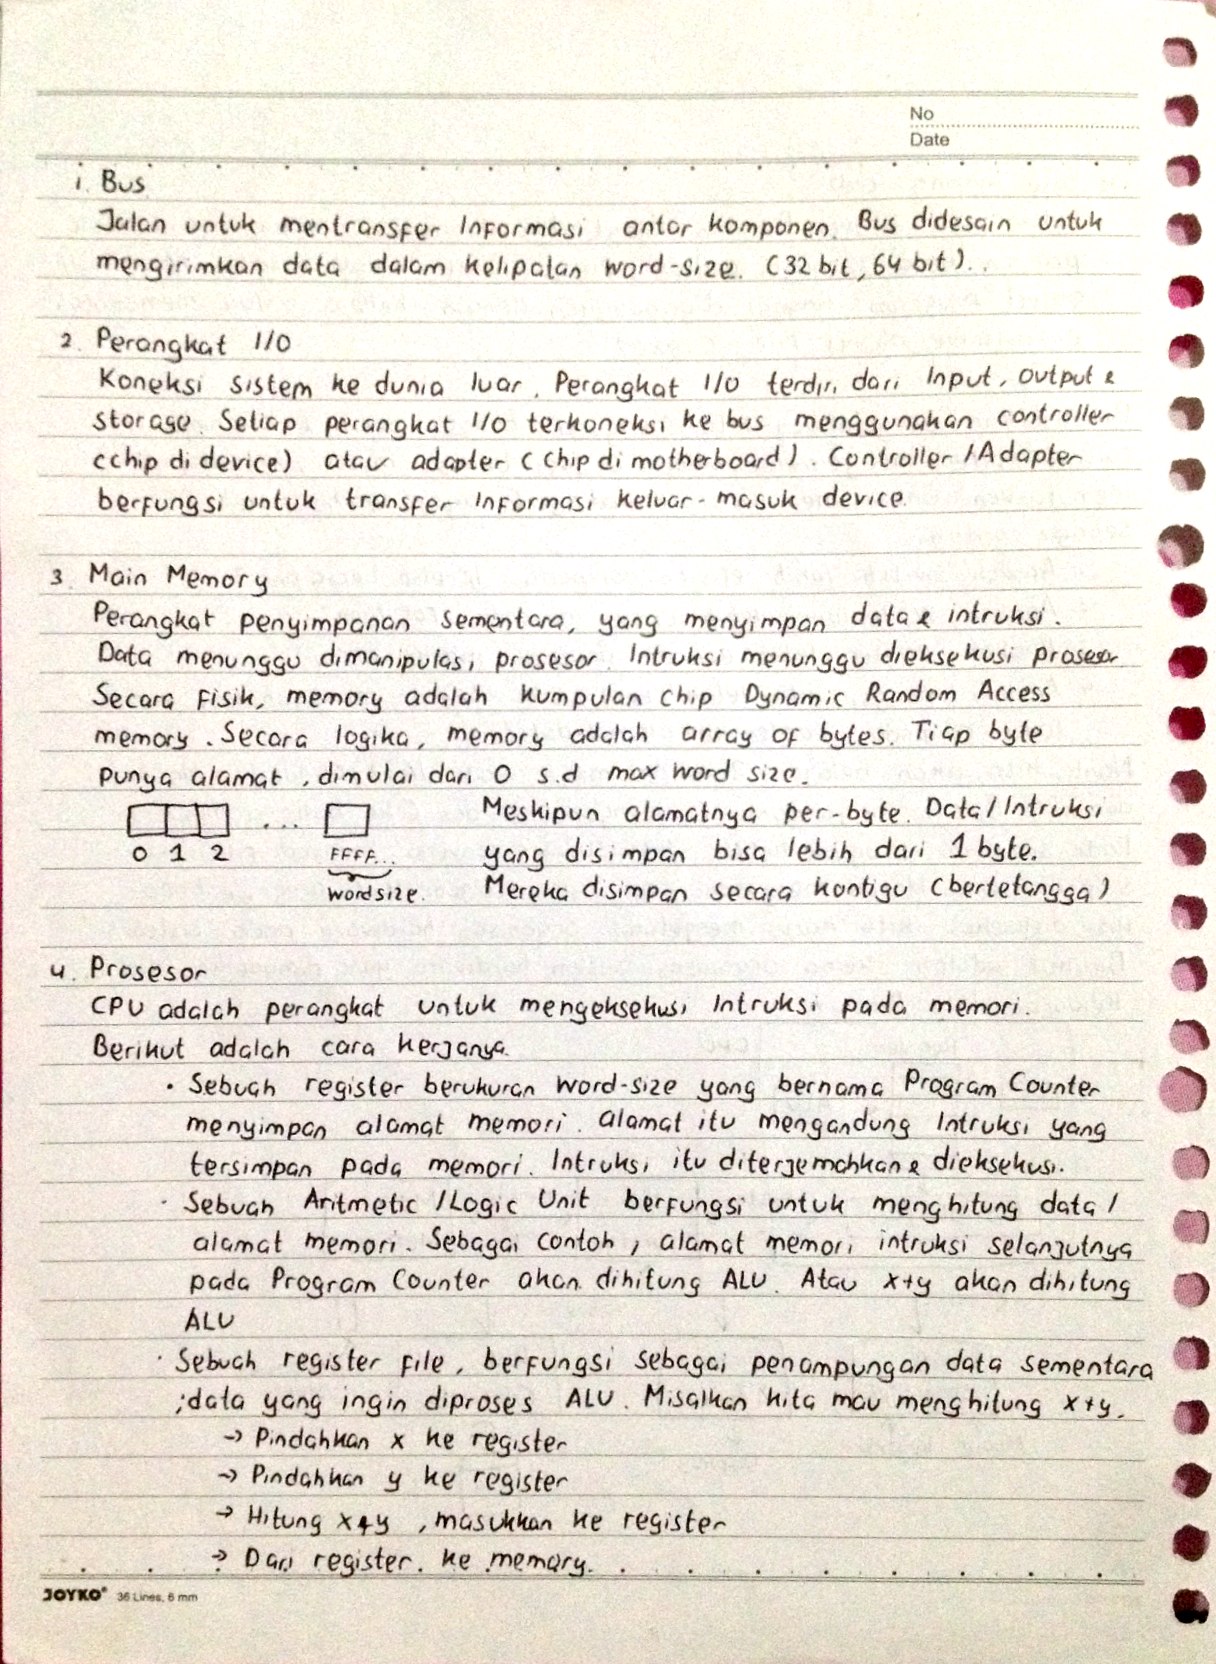 No
Date
1. Bus
Jalan untuk mentransfer Informasi antar komponen. Bus didesain untuk
mengirimkan data dalam kelipatan word-size. (32 bit, 64 bit)..
2. Perangkat I/O
Koneksi sistem ke dunia luar. Perangkat I/O terdiri dari Input, output &
storage. Setiap perangkat I/O terkoneksi ke bus menggunakan controller
(chip di device) atau adapter (chip di motherboard). Controller/Adapter
berfungsi untuk transfer Informasi keluar-masuk device.
3. Main Memory
Perangkat penyimpanan sementara, yang menyimpan data & intruksi.
Data menunggu dimanipulasi prosesor. Intruksi menunggu dieksekusi prosesor
Secara Fisik, memory adalah kumpulan chip Dynamic Random Access
memory. Secara logika, memory adalah array of bytes. Tiap byte
punya alamat, dimulai dari 0 s.d max word size.
... Meskipun alamatnya per-byte. Data/Intruksi
0 1 2 FFFF... yang disimpan bisa lebih dari 1 byte.
wordsize. Mereka disimpan secara kontigu (bertetangga)
4. Prosesor
CPU adalah perangkat untuk mengeksekusi Intruksi pada memori.
Berikut adalah cara kerjanya.
• Sebuah register berukuran word-size yang bernama Program Counter
menyimpan alamat memori. alamat itu mengandung Intruksi yang
tersimpan pada memori. Intruksi itu diterjemahkan & dieksekusi.
• Sebuah Aritmetic/Logic Unit berfungsi untuk menghitung data/
alamat memori. Sebagai contoh, alamat memori intruksi selanjutnya
pada Program Counter akan dihitung ALU. Atau x+y akan dihitung
ALU
• Sebuah register file, berfungsi sebagai penampungan data sementara
;data yang ingin diproses ALU. Misalkan kita mau menghitung x+y.
→ Pindahkan x ke register
→ Pindahkan y ke register
→ Hitung x+y, masukkan ke register
→ Dari register. ke memory.
JOYKO® 36 Lines, 6 mm